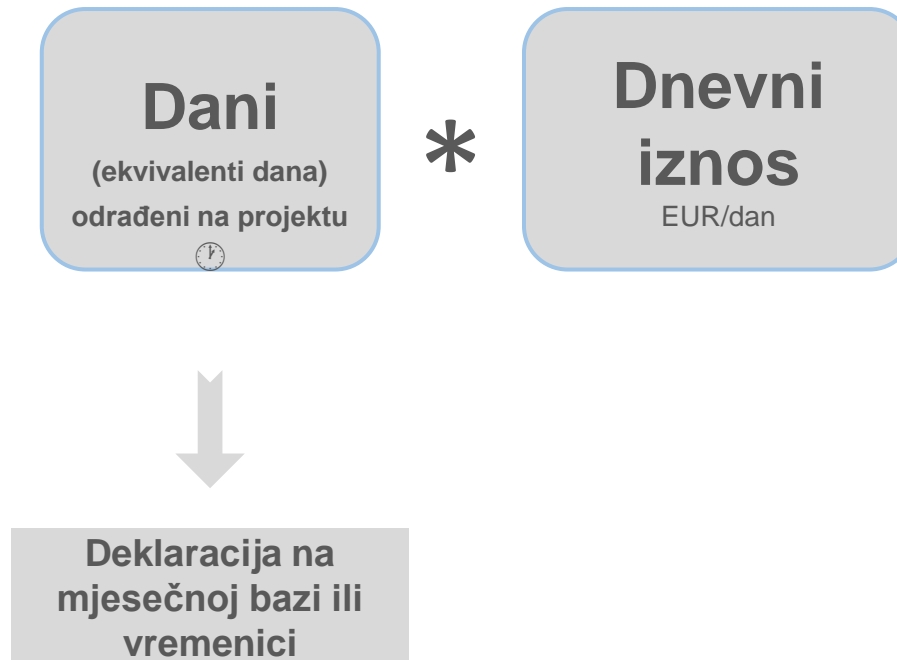 Dani
(ekvivalenti dana)
odrađeni na projektu
*
Dnevni
iznos
EUR/dan
Deklaracija na
mjesečnoj bazi ili
vremenici